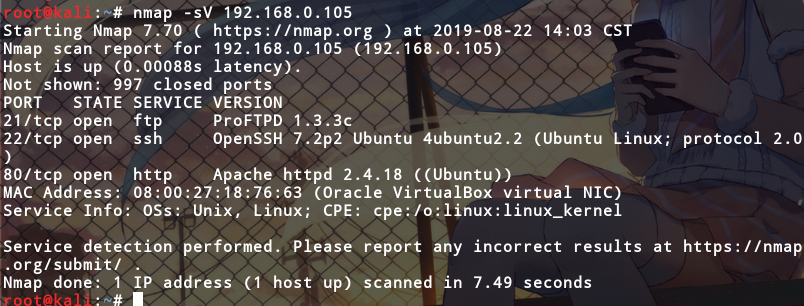 root@kali:~# nmap -sV 192.168.0.105
Starting Nmap 7.70 ( https://nmap.org ) at 2019-08-22 14:03 CST
Nmap scan report for 192.168.0.105 (192.168.0.105)
Host is up (0.00088s latency).
Not shown: 997 closed ports
PORT   STATE SERVICE VERSION
21/tcp open  ftp     ProFTPD 1.3.3c
22/tcp open  ssh     OpenSSH 7.2p2 Ubuntu 4ubuntu2.2 (Ubuntu Linux; protocol 2.0
)
80/tcp open  http    Apache httpd 2.4.18 ((Ubuntu))
MAC Address: 08:00:27:18:76:63 (Oracle VirtualBox virtual NIC)
Service Info: OSs: Unix, Linux; CPE: cpe:/o:linux:linux_kernel

Service detection performed. Please report any incorrect results at https://nmap
.org/submit/ .
Nmap done: 1 IP address (1 host up) scanned in 7.49 seconds
root@kali:~#